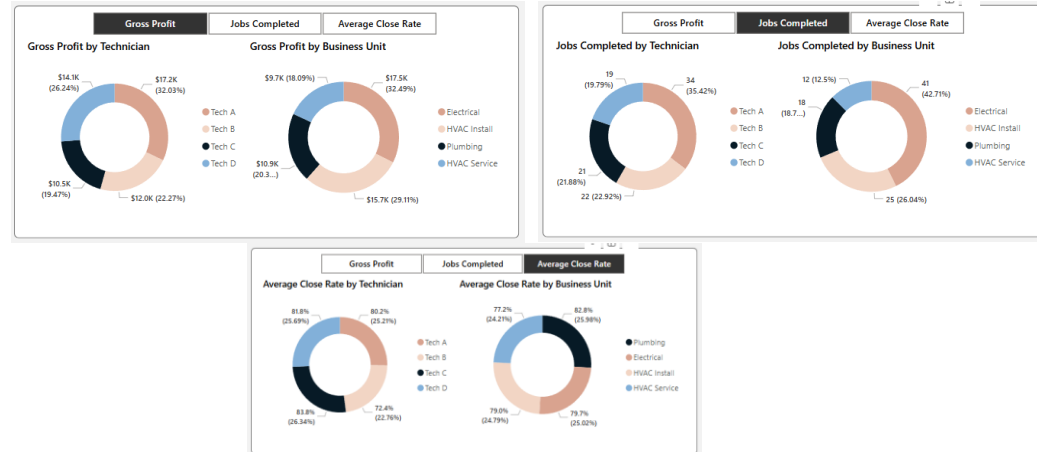 Gross Profit Jobs Completed Average Close Rate
Gross Profit by Technician Gross Profit by Business Unit
$14.1K
(26.24%)
$17.2K
(32.03%)
$10.5K
(19.47%)
$12.0K (22.27%)
Tech A
Tech B
Tech C
Tech D
$9.7K (18.09%)
$17.5K
(32.49%)
$10.9K
(20.3...)
$15.7K (29.11%)
Electrical
HVAC Install
Plumbing
HVAC Service
Gross Profit Jobs Completed Average Close Rate
Jobs Completed by Technician Jobs Completed by Business Unit
19
(19.79%)
34
(35.42%)
21
(21.88%)
22 (22.92%)
Tech A
Tech B
Tech C
Tech D
12 (12.5%)
41
(42.71%)
18
(18.7...)
25 (26.04%)
Electrical
HVAC Install
Plumbing
HVAC Service
Gross Profit Jobs Completed Average Close Rate
Average Close Rate by Technician Average Close Rate by Business Unit
81.8%
(25.69%)
80.2%
(25.21%)
83.8%
(26.34%)
72.4%
(22.76%)
Tech A
Tech B
Tech C
Tech D
77.2%
(24.21%)
82.8%
(25.98%)
79.0%
(24.79%)
79.7%
(25.02%)
Plumbing
Electrical
HVAC Install
HVAC Service